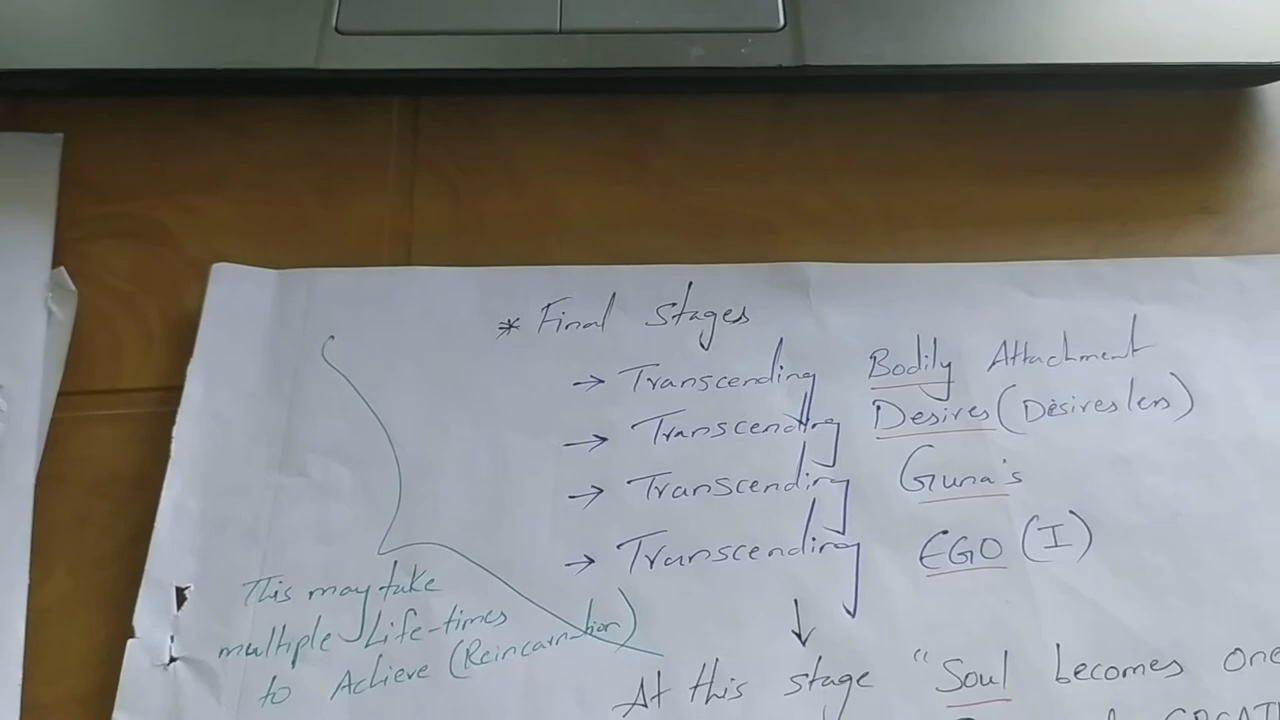 * Final Stages
→ Transcending Bodily Attachment
→ Transcending Desires (Desiresless)
→ Transcending Guna's
→ Transcending EGO (I)
↓
This may take
multiple Life-times
to Achieve (Reincarnation)
At this stage "Soul becomes one